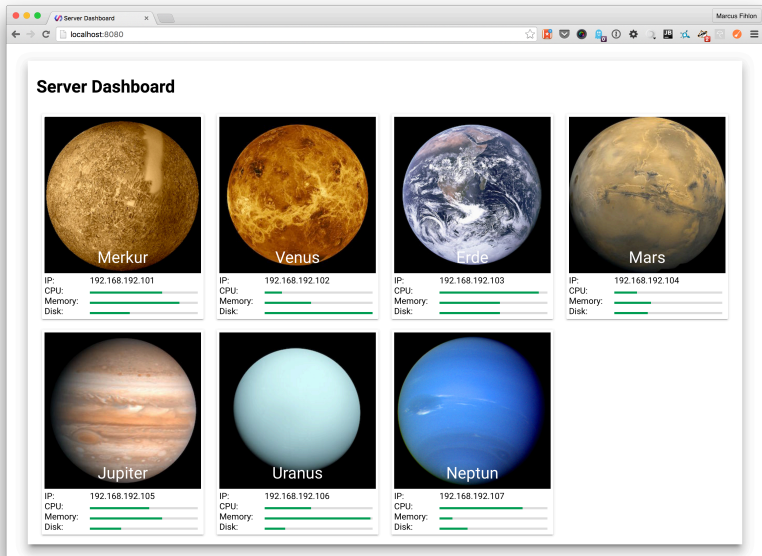 Server Dashboard
Marcus Fihlon
localhost:8080
Server Dashboard
Merkur
IP: 192.168.192.101
CPU:
Memory:
Disk:
Venus
IP: 192.168.192.102
CPU:
Memory:
Disk:
Erde
IP: 192.168.192.103
CPU:
Memory:
Disk:
Mars
IP: 192.168.192.104
CPU:
Memory:
Disk:
Jupiter
IP: 192.168.192.105
CPU:
Memory:
Disk:
Uranus
IP: 192.168.192.106
CPU:
Memory:
Disk:
Neptun
IP: 192.168.192.107
CPU:
Memory:
Disk: